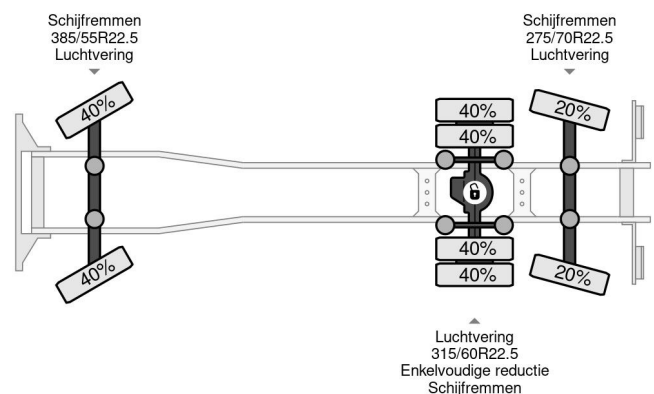 Schijfremmen
385/55R22.5
Luchtvering
Schijfremmen
275/70R22.5
Luchtvering
40%
40%
40%
20%
40%
40%
40%
20%
Luchtvering
315/60R22.5
Enkelvoudige reductie
Schijfremmen